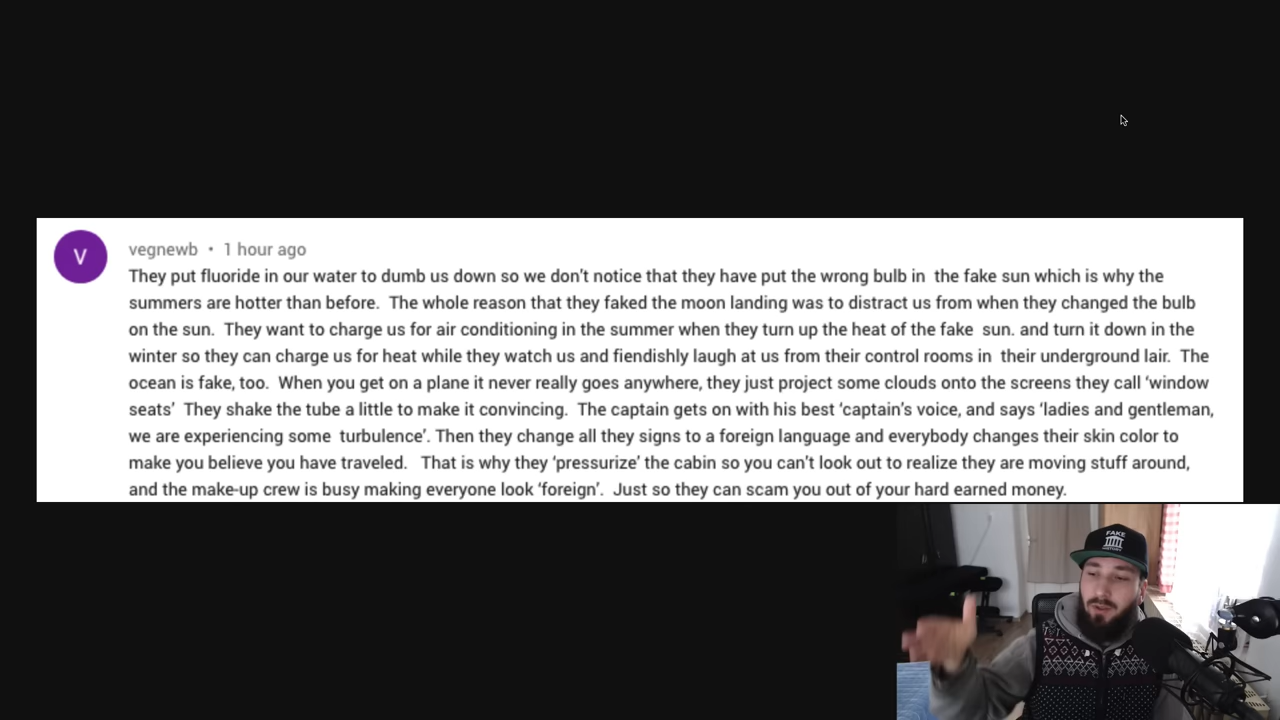 V
vegnewb • 1 hour ago
They put fluoride in our water to dumb us down so we don't notice that they have put the wrong bulb in  the fake sun which is why the
summers are hotter than before.  The whole reason that they faked the moon landing was to distract us from when they changed the bulb
on the sun.  They want to charge us for air conditioning in the summer when they turn up the heat of the fake  sun. and turn it down in the
winter so they can charge us for heat while they watch us and fiendishly laugh at us from their control rooms in  their underground lair.  The
ocean is fake, too.  When you get on a plane it never really goes anywhere, they just project some clouds onto the screens they call 'window
seats'  They shake the tube a little to make it convincing.  The captain gets on with his best 'captain's voice, and says 'ladies and gentleman,
we are experiencing some  turbulence'. Then they change all they signs to a foreign language and everybody changes their skin color to
make you believe you have traveled.   That is why they 'pressurize' the cabin so you can't look out to realize they are moving stuff around,
and the make-up crew is busy making everyone look 'foreign'.  Just so they can scam you out of your hard earned money.
FAKE
HISTORY